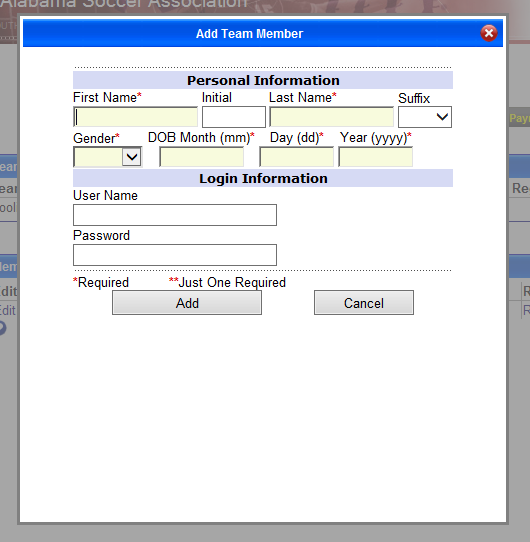 Alabama Soccer Association
Add Team Member
Personal Information
First Name* Initial Last Name* Suffix
Gender* DOB Month (mm)* Day (dd)* Year (yyyy)*
Login Information
User Name
Password
*Required **Just One Required
Add Cancel